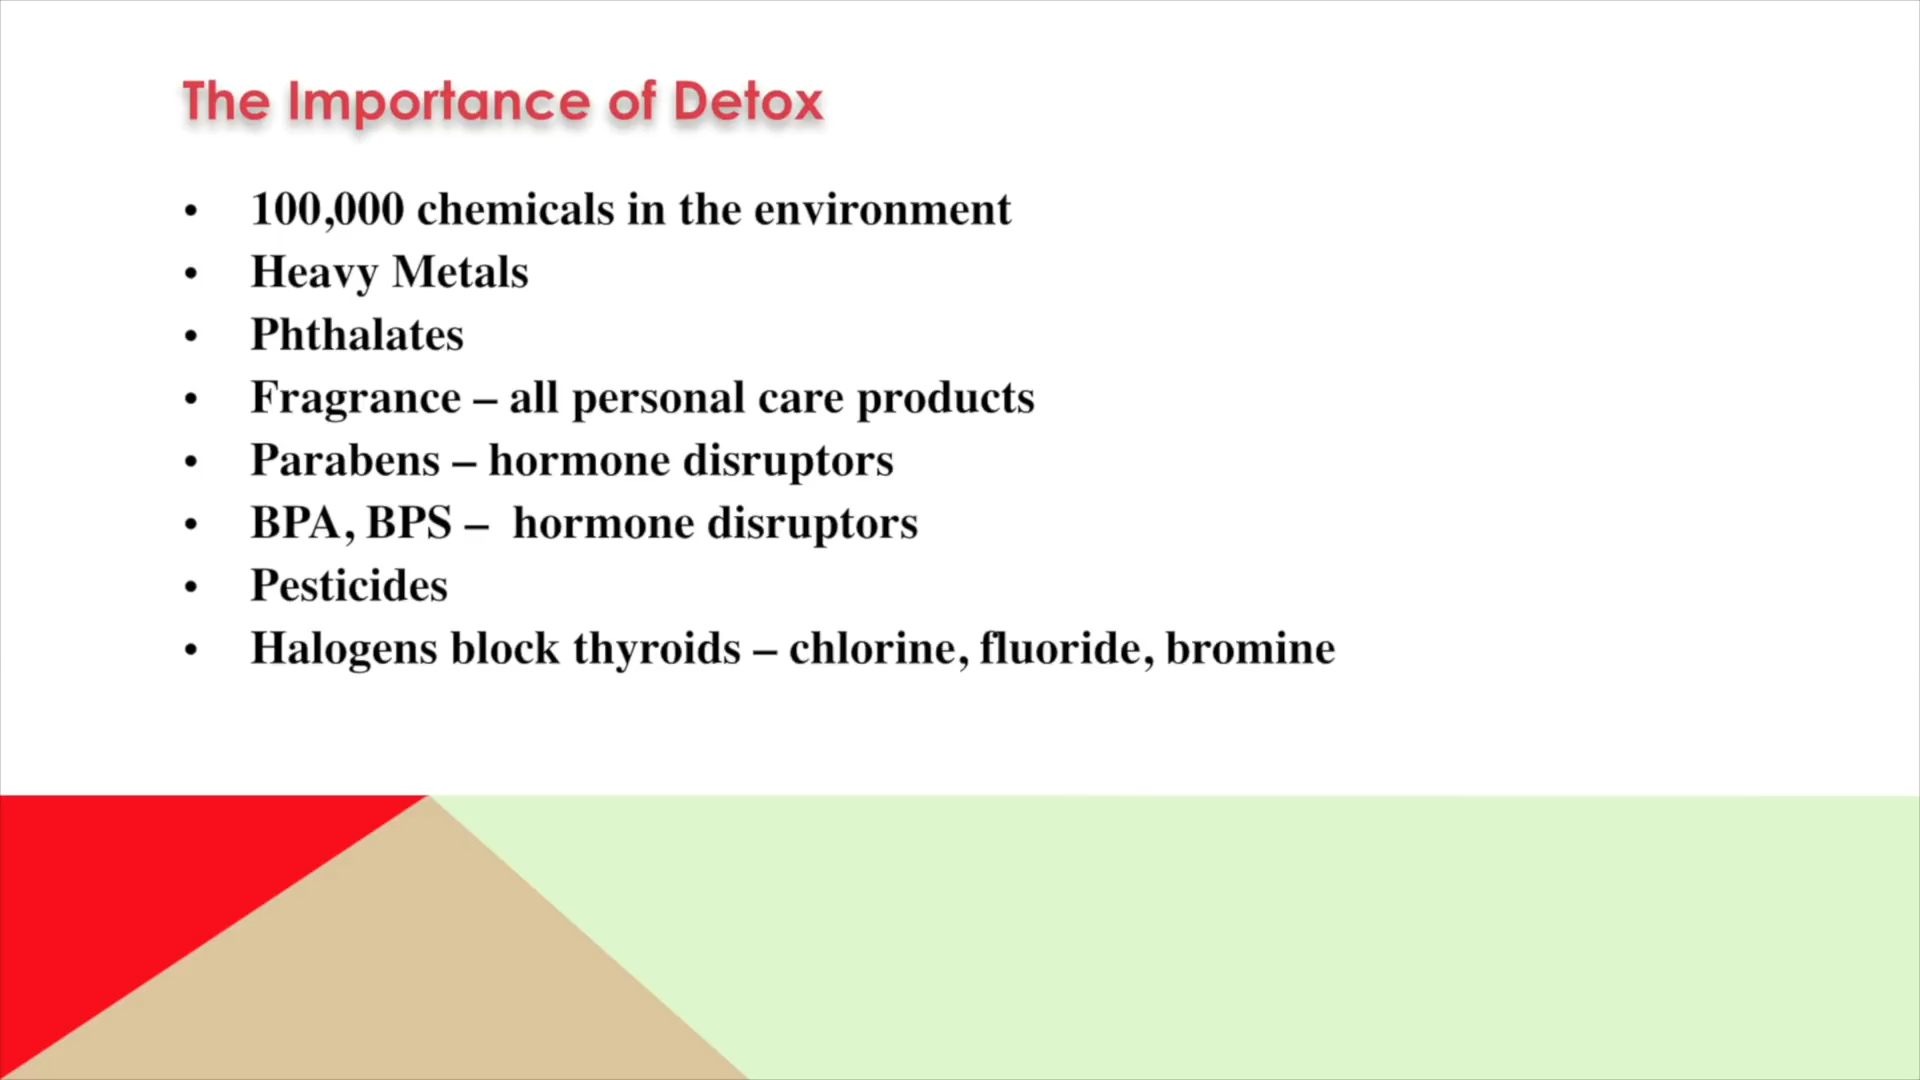 The Importance of Detox
• 100,000 chemicals in the environment
• Heavy Metals
• Phthalates
• Fragrance – all personal care products
• Parabens – hormone disruptors
• BPA, BPS –  hormone disruptors
• Pesticides
• Halogens block thyroids – chlorine, fluoride, bromine